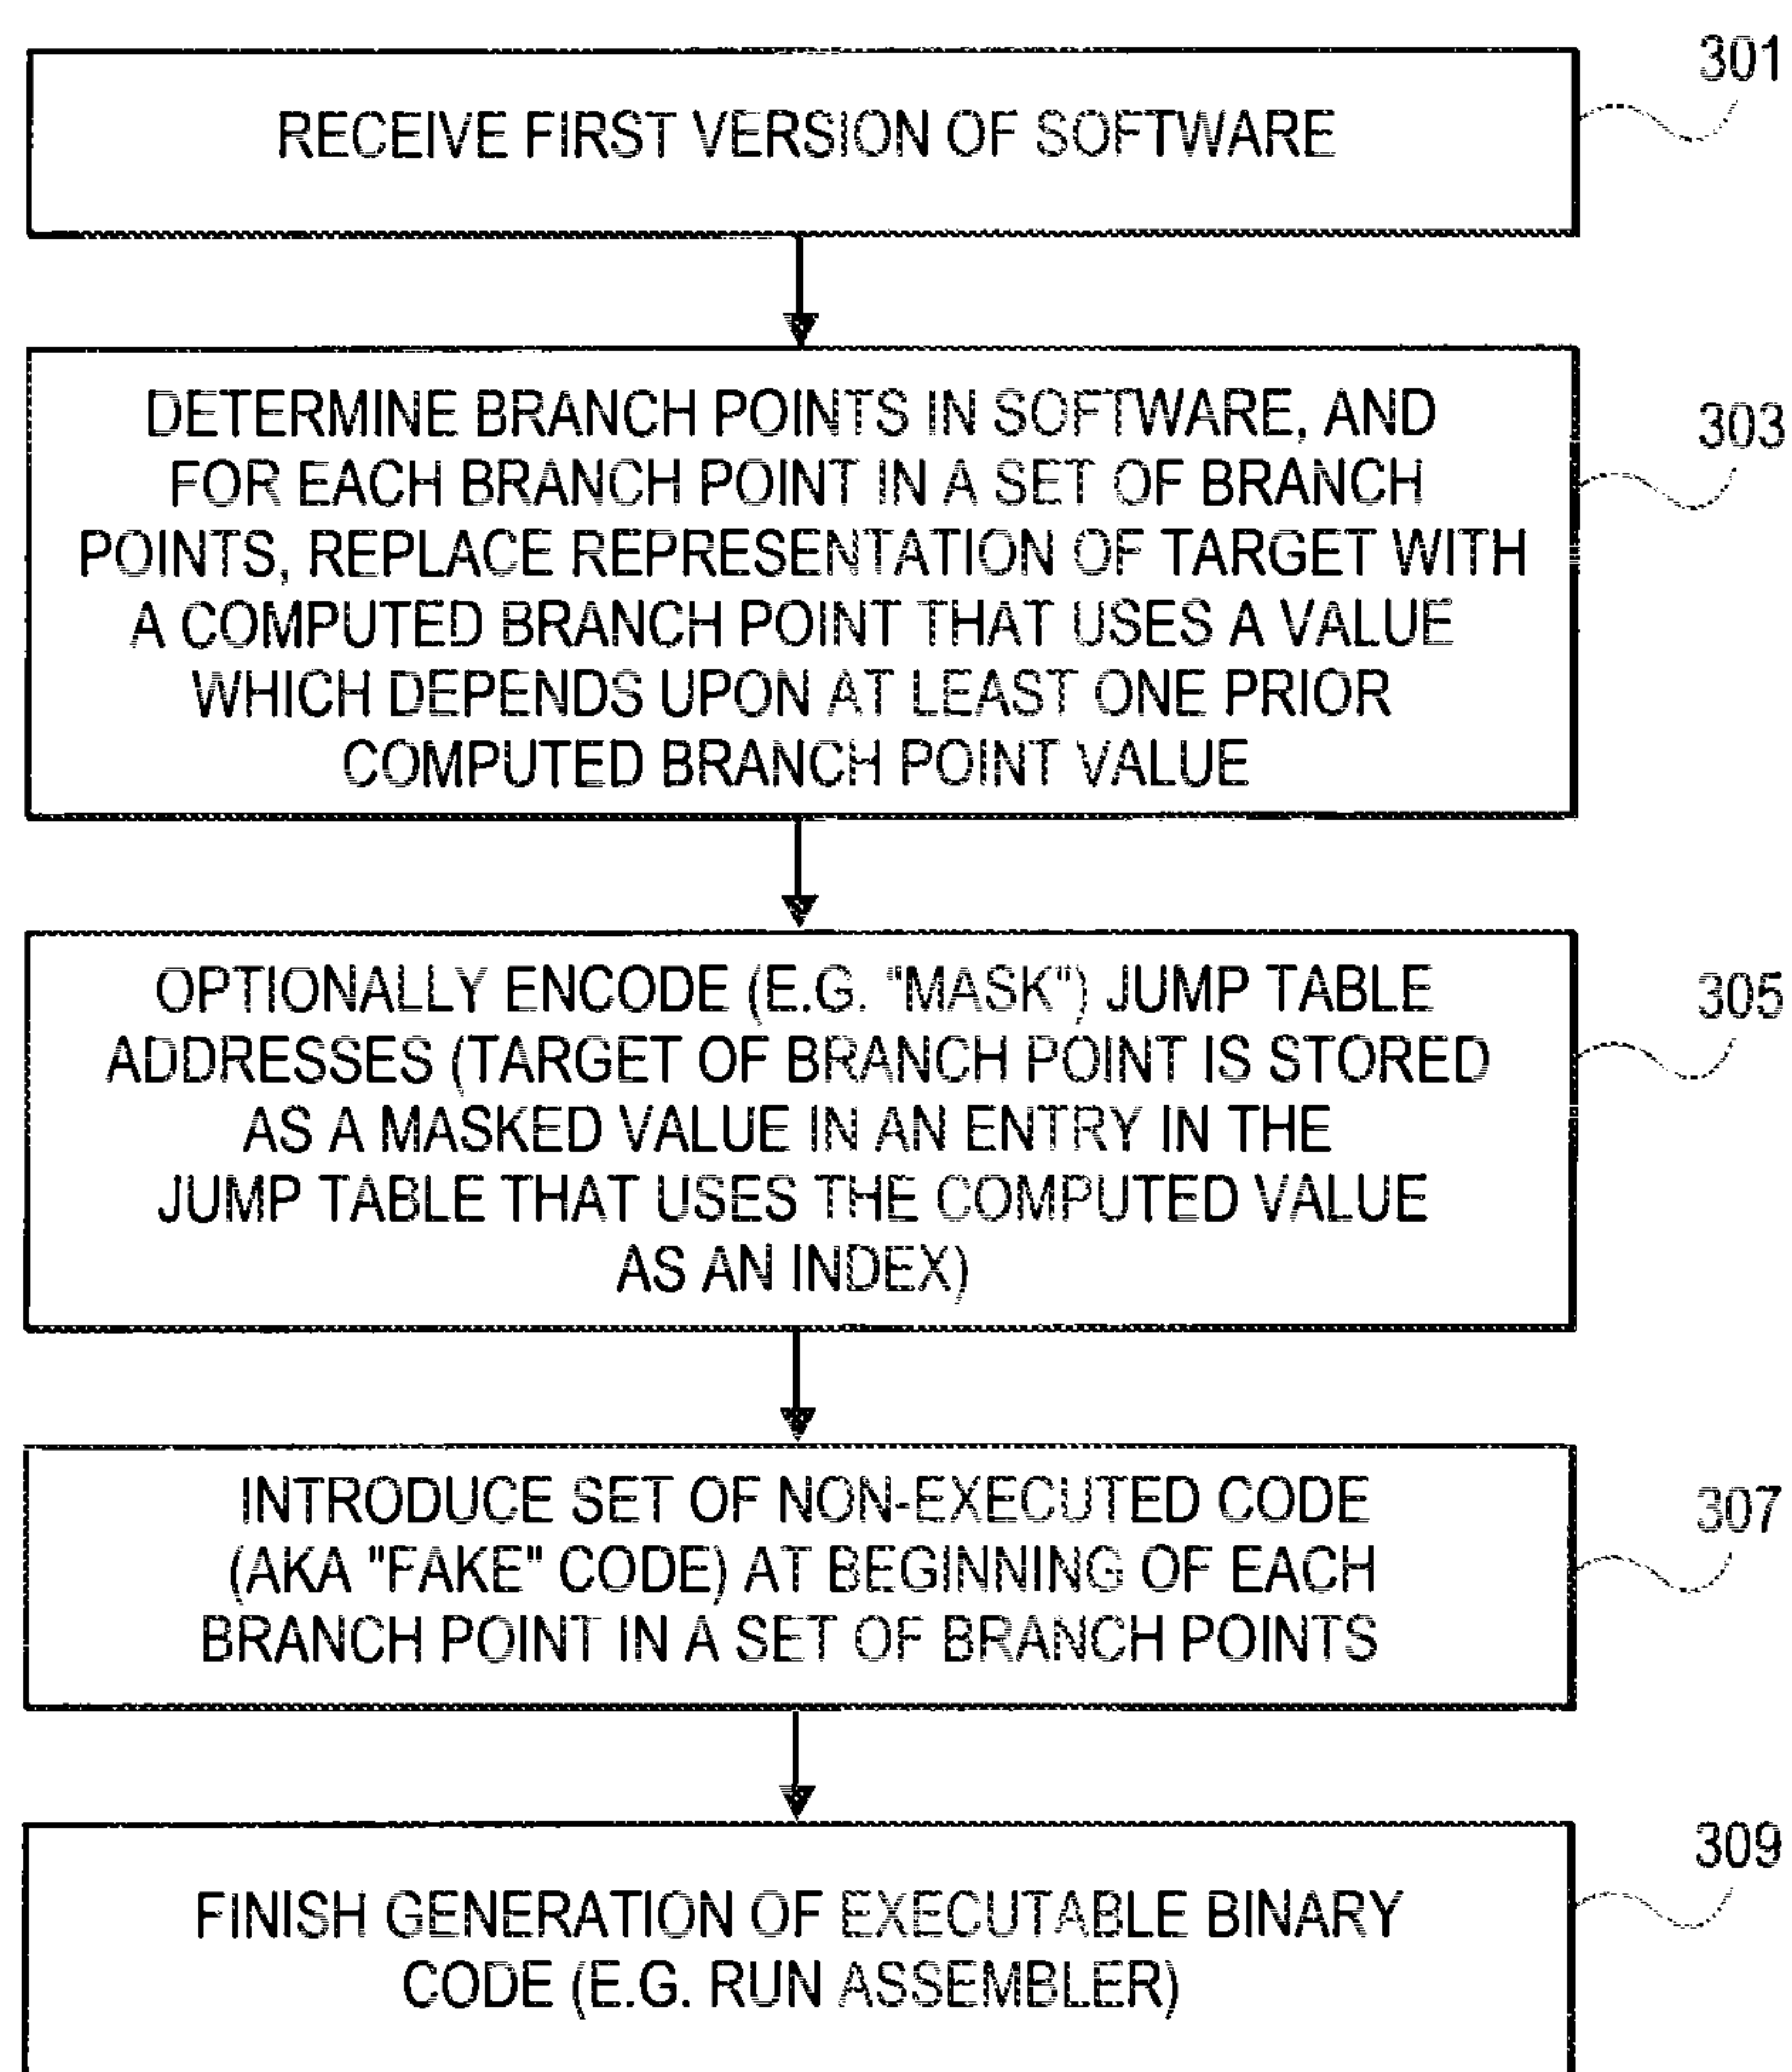 301
RECEIVE FIRST VERSION OF SOFTWARE
303
DETERMINE BRANCH POINTS IN SOFTWARE, AND
FOR EACH BRANCH POINT IN A SET OF BRANCH
POINTS, REPLACE REPRESENTATION OF TARGET WITH
A COMPUTED BRANCH POINT THAT USES A VALUE
WHICH DEPENDS UPON AT LEAST ONE PRIOR
COMPUTED BRANCH POINT VALUE
305
OPTIONALLY ENCODE (E.G. "MASK") JUMP TABLE
ADDRESSES (TARGET OF BRANCH POINT IS STORED
AS A MASKED VALUE IN AN ENTRY IN THE
JUMP TABLE THAT USES THE COMPUTED VALUE
AS AN INDEX)
307
INTRODUCE SET OF NON-EXECUTED CODE
(AKA "FAKE" CODE) AT BEGINNING OF EACH
BRANCH POINT IN A SET OF BRANCH POINTS
309
FINISH GENERATION OF EXECUTABLE BINARY
CODE (E.G. RUN ASSEMBLER)